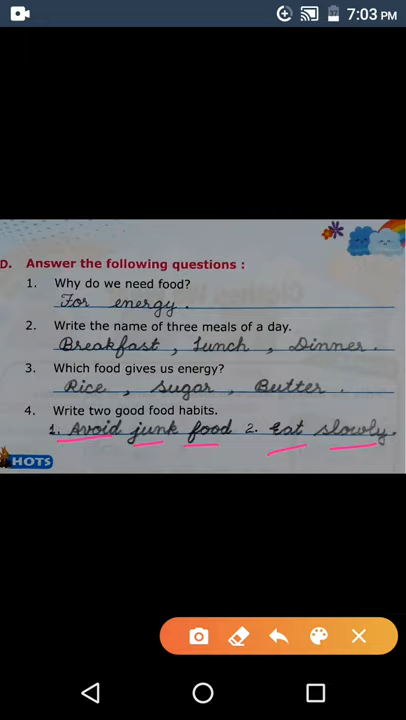 7:03 PM
D. Answer the following questions :
1. Why do we need food?
For energy.
2. Write the name of three meals of a day.
Breakfast, Lunch, Dinner.
3. Which food gives us energy?
Rice, Sugar, Butter.
4. Write two good food habits.
1. Avoid junk food 2. Eat slowly.
HOTS